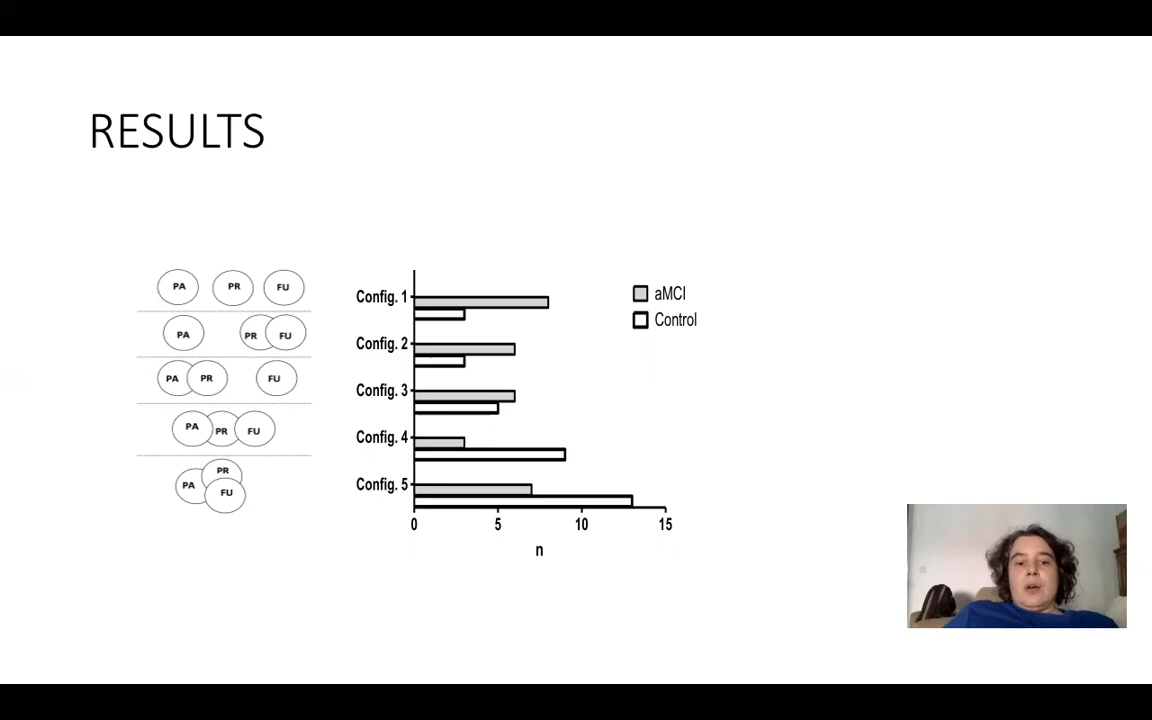 RESULTS
PA PR FU
PA PR FU
PA PR FU
PA PR FU
PR
PA
FU
Config. 1
Config. 2
Config. 3
Config. 4
Config. 5
0 5 10 15
n
aMCI
Control